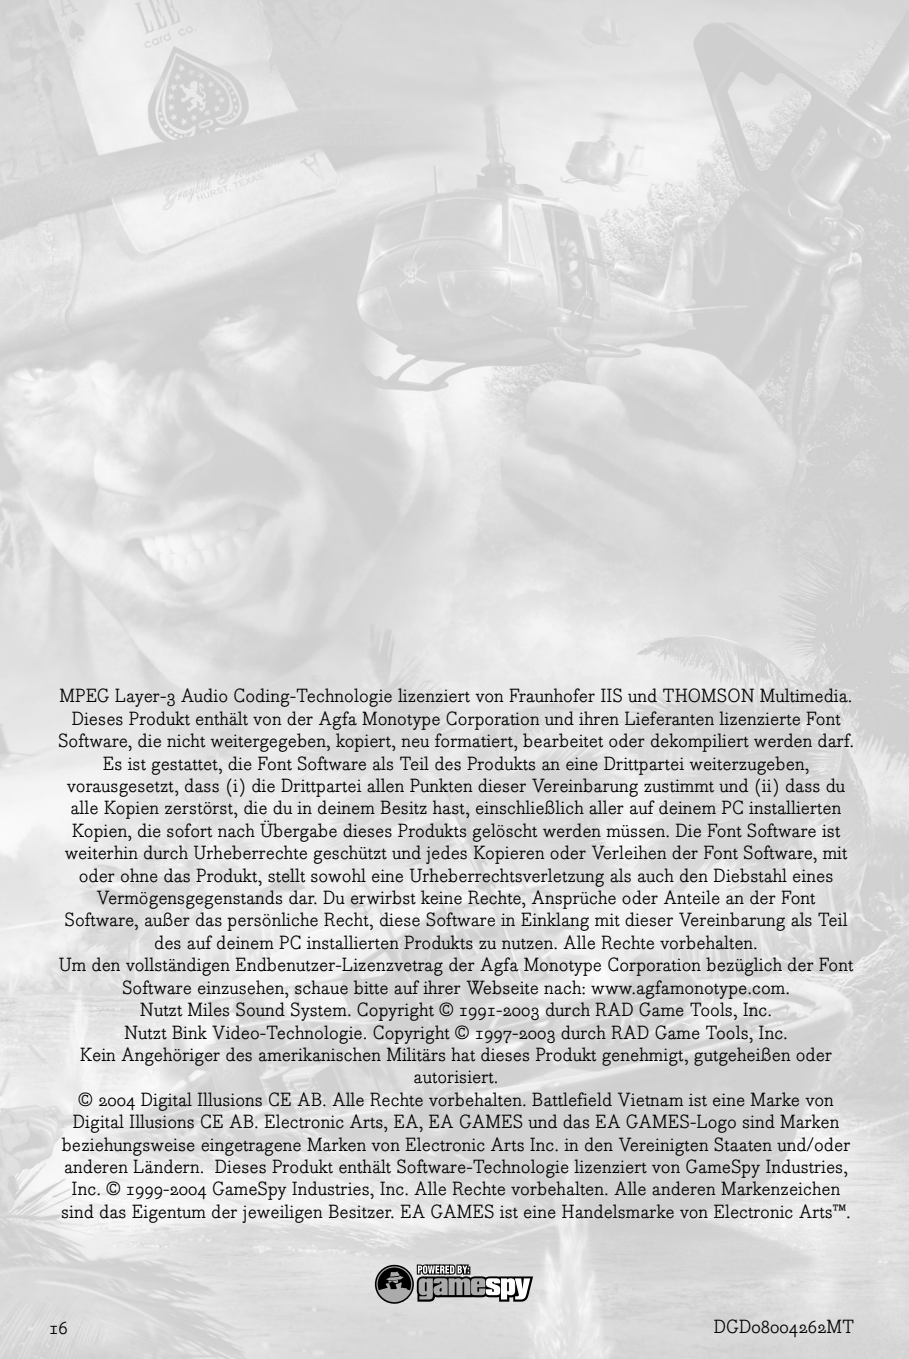 A
LEE
card co.
A
HURST, TEXAS
MPEG Layer-3 Audio Coding-Technologie lizenziert von Fraunhofer IIS und THOMSON Multimedia.
Dieses Produkt enthält von der Agfa Monotype Corporation und ihren Lieferanten lizenzierte Font
Software, die nicht weitergegeben, kopiert, neu formatiert, bearbeitet oder dekompiliert werden darf.
Es ist gestattet, die Font Software als Teil des Produkts an eine Drittpartei weiterzugeben,
vorausgesetzt, dass (i) die Drittpartei allen Punkten dieser Vereinbarung zustimmt und (ii) dass du
alle Kopien zerstörst, die du in deinem Besitz hast, einschließlich aller auf deinem PC installierten
Kopien, die sofort nach Übergabe dieses Produkts gelöscht werden müssen. Die Font Software ist
weiterhin durch Urheberrechte geschützt und jedes Kopieren oder Verleihen der Font Software, mit
oder ohne das Produkt, stellt sowohl eine Urheberrechtsverletzung als auch den Diebstahl eines
Vermögensgegenstands dar. Du erwirbst keine Rechte, Ansprüche oder Anteile an der Font
Software, außer das persönliche Recht, diese Software in Einklang mit dieser Vereinbarung als Teil
des auf deinem PC installierten Produkts zu nutzen. Alle Rechte vorbehalten.
Um den vollständigen Endbenutzer-Lizenzvetrag der Agfa Monotype Corporation bezüglich der Font
Software einzusehen, schaue bitte auf ihrer Webseite nach: www.agfamonotype.com.
Nutzt Miles Sound System. Copyright © 1991-2003 durch RAD Game Tools, Inc.
Nutzt Bink Video-Technologie. Copyright © 1997-2003 durch RAD Game Tools, Inc.
Kein Angehöriger des amerikanischen Militärs hat dieses Produkt genehmigt, gutgeheißen oder
autorisiert.
© 2004 Digital Illusions CE AB. Alle Rechte vorbehalten. Battlefield Vietnam ist eine Marke von
Digital Illusions CE AB. Electronic Arts, EA, EA GAMES und das EA GAMES-Logo sind Marken
beziehungsweise eingetragene Marken von Electronic Arts Inc. in den Vereinigten Staaten und/oder
anderen Ländern. Dieses Produkt enthält Software-Technologie lizenziert von GameSpy Industries,
Inc. © 1999-2004 GameSpy Industries, Inc. Alle Rechte vorbehalten. Alle anderen Markenzeichen
sind das Eigentum der jeweiligen Besitzer. EA GAMES ist eine Handelsmarke von Electronic Arts™.
POWERED BY:
gamespy
16
DGD08004262MT